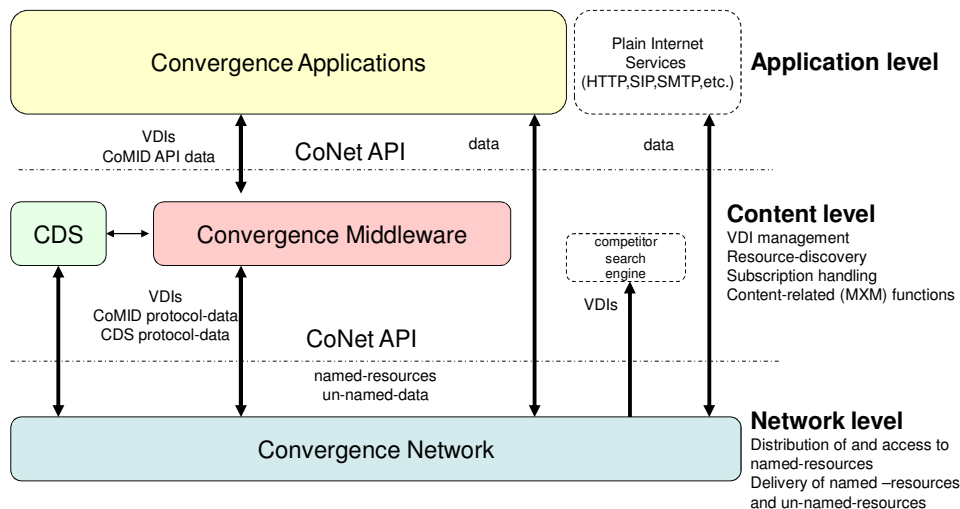 Convergence Applications
Plain Internet
Services
(HTTP,SIP,SMTP,etc.)
Application level
VDIs
CoMID API data
CoNet API
data
data
CDS
Convergence Middleware
competitor
search
engine
Content level
VDI management
Resource-discovery
Subscription handling
Content-related (MXM) functions
VDIs
CoMID protocol-data
CDS protocol-data
VDIs
CoNet API
named-resources
un-named-data
Convergence Network
Network level
Distribution of and access to
named-resources
Delivery of named –resources
and un-named-resources